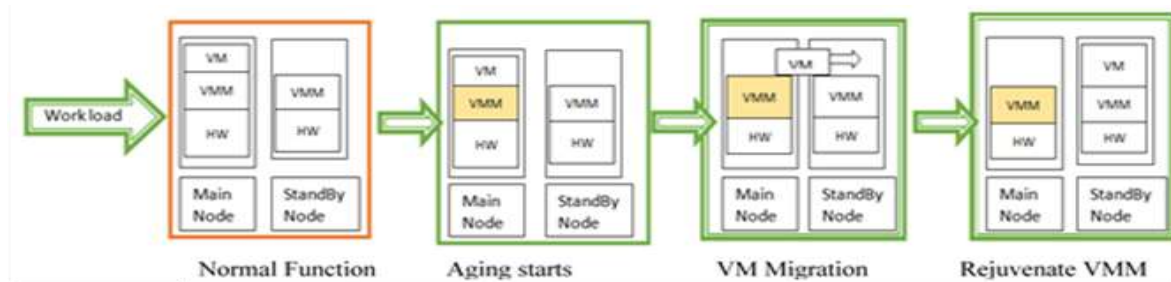 Workload
VM
VMM
HW
VMM
HW
Main
Node
StandBy
Node
Normal Function
VM
VMM
HW
VMM
HW
Main
Node
StandBy
Node
Aging starts
VM
VMM
HW
VMM
HW
Main
Node
StandBy
Node
VM Migration
VMM
HW
VM
VMM
HW
Main
Node
StandBy
Node
Rejuvenate VMM